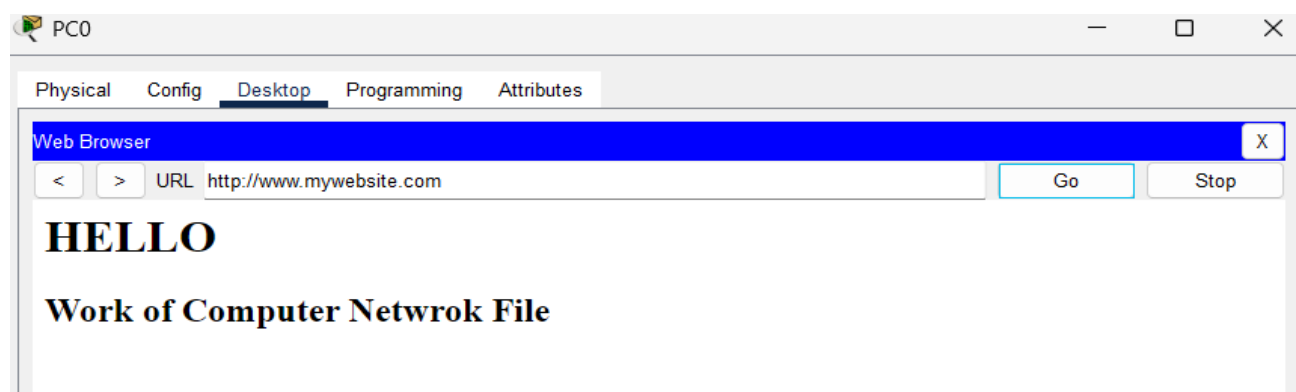 PC0
Physical Config Desktop Programming Attributes
Web Browser X
< > URL http://www.mywebsite.com Go Stop
HELLO
Work of Computer Netwrok File